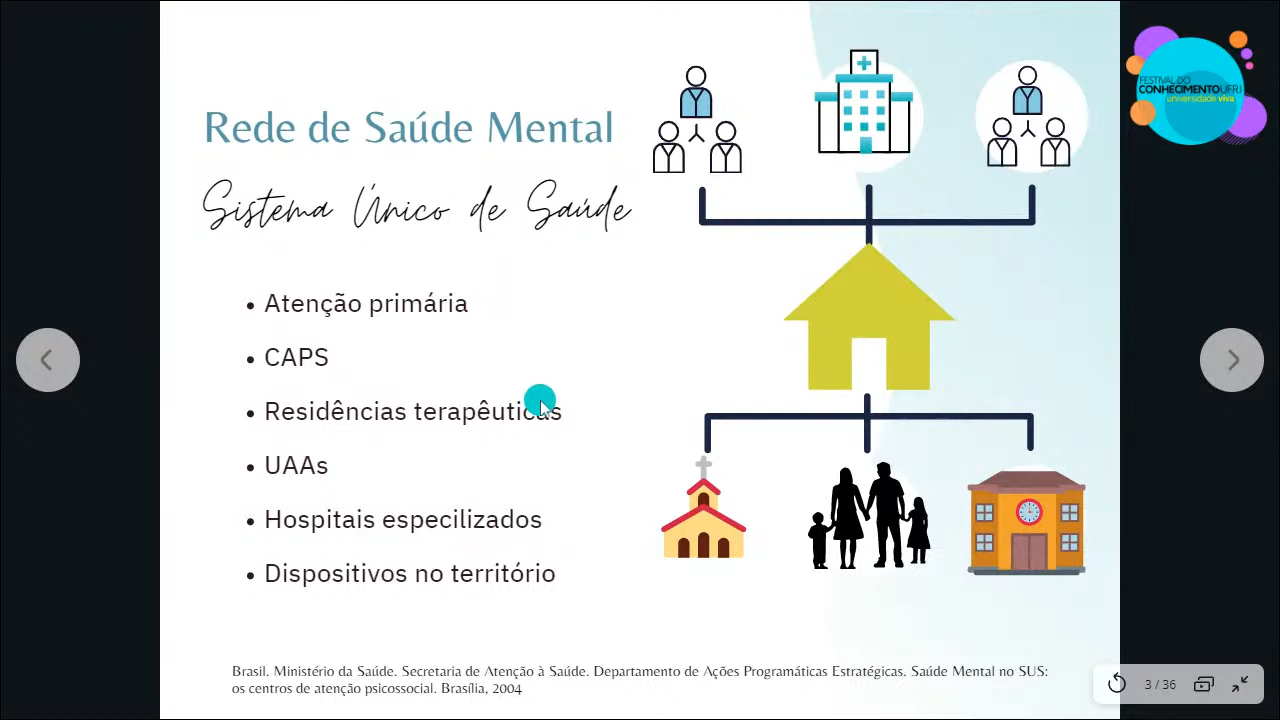 Rede de Saúde Mental
Sistema Único de Saúde
• Atenção primária
• CAPS
• Residências terapêuticas
• UAAs
• Hospitais especilizados
• Dispositivos no território
Brasil. Ministério da Saúde. Secretaria de Atenção à Saúde. Departamento de Ações Programáticas Estratégicas. Saúde Mental no SUS:
os centros de atenção psicossocial. Brasília, 2004
FESTIVAL DO
CONHECIMENTO UFRJ
universidade viva
3 / 36